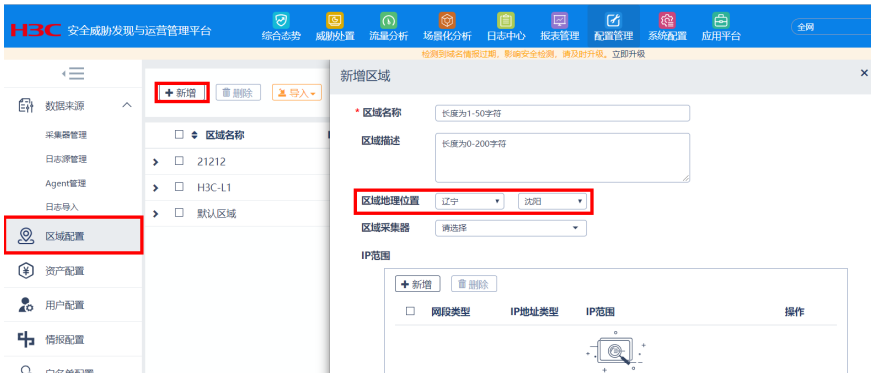 H3C 安全威胁发现与运营管理平台
综合态势 威胁处置 流量分析 场景化分析 日志中心 报表管理 配置管理 系统配置 应用平台 全网
检测到域名情报过期，影响安全检测，请及时升级。立即升级
数据来源
采集器管理
日志源管理
Agent管理
日志导入
区域配置
资产配置
用户配置
情报配置
白名单配置
新增 删除 导入
区域名称
21212
H3C-L1
默认区域
新增区域
* 区域名称 长度为1-50字符
区域描述 长度为0-200字符
区域地理位置 辽宁 沈阳
区域采集器 请选择
IP范围
新增 删除
网段类型 IP地址类型 IP范围 操作